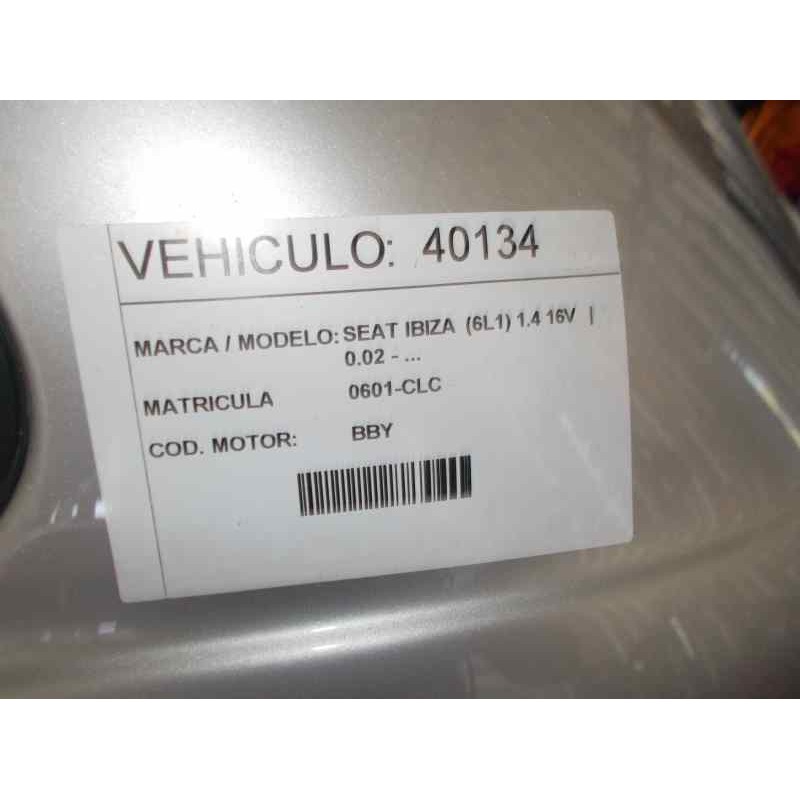 VEHICULO: 40134
MARCA / MODELO: SEAT IBIZA (6L1) 1.4 16V |
0.02 - ...
MATRICULA 0601-CLC
COD. MOTOR: BBY